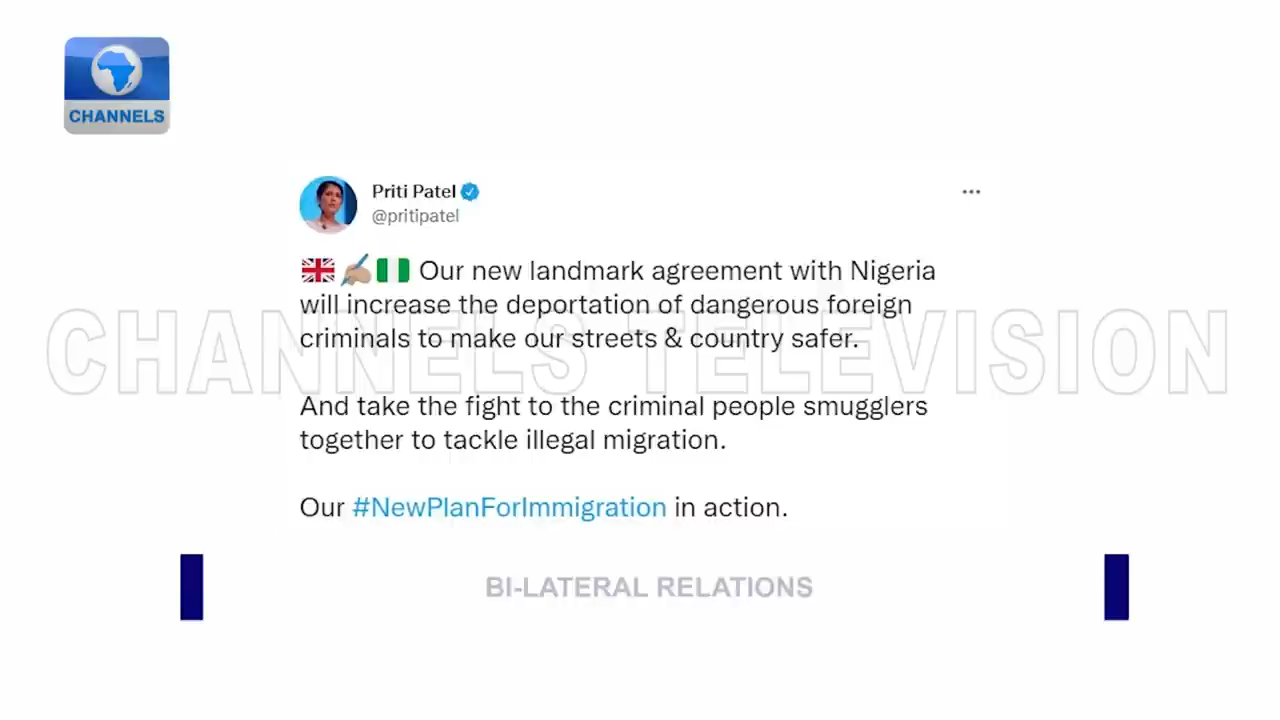 CHANNELS
Priti Patel
@pritipatel
🇬🇧✍🏼🇳🇬 Our new landmark agreement with Nigeria
will increase the deportation of dangerous foreign
criminals to make our streets & country safer.
CHANNELS TELEVISION
And take the fight to the criminal people smugglers
together to tackle illegal migration.
Our #NewPlanForImmigration in action.
BI-LATERAL RELATIONS